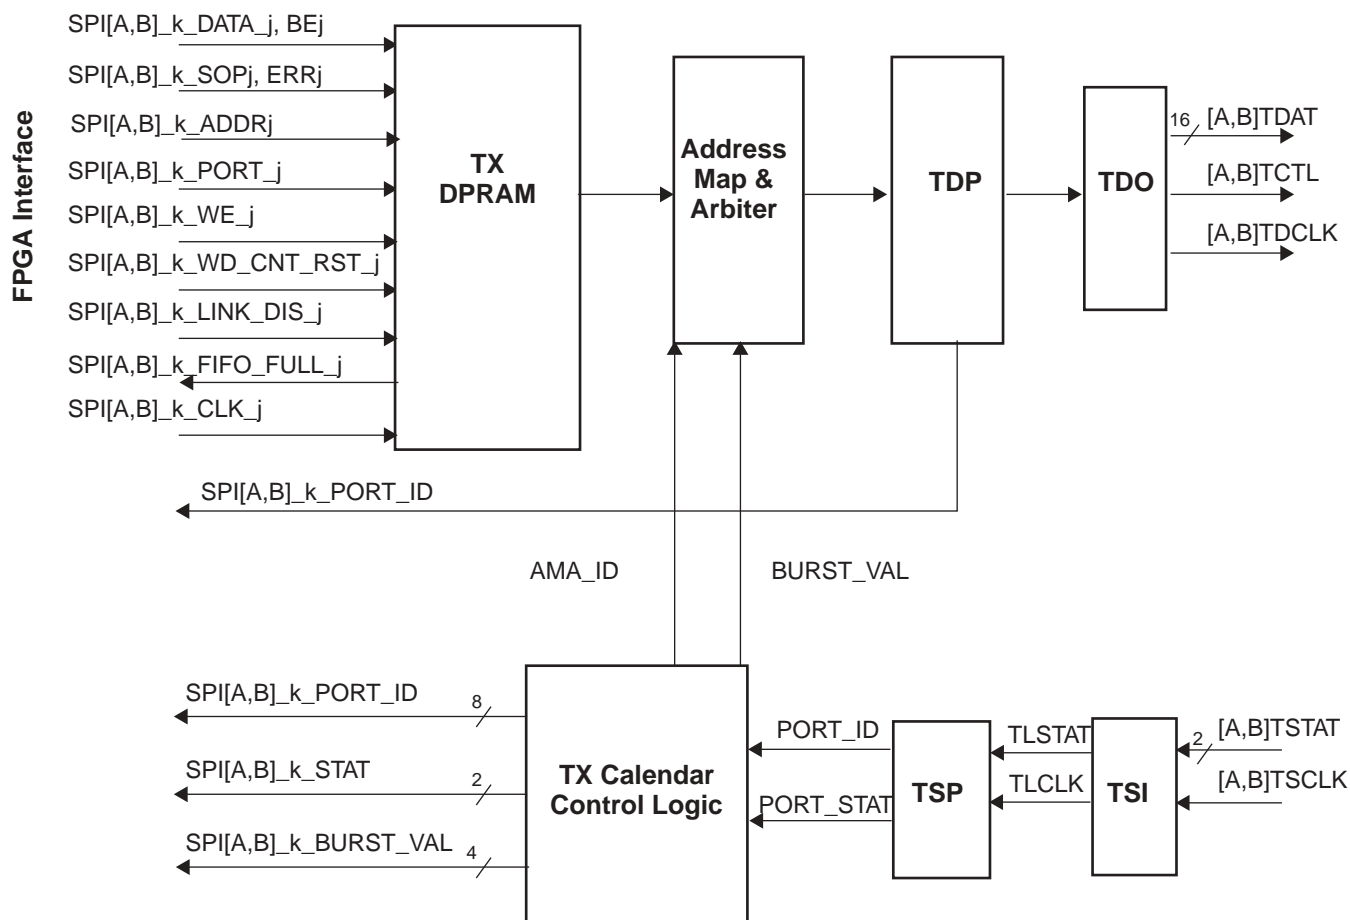 FPGA Interface
SPI[A,B]_k_DATA_j, BEj
SPI[A,B]_k_SOPj, ERRj
SPI[A,B]_k_ADDRj
SPI[A,B]_k_PORT_j
SPI[A,B]_k_WE_j
SPI[A,B]_k_WD_CNT_RST_j
SPI[A,B]_k_LINK_DIS_j
SPI[A,B]_k_FIFO_FULL_j
SPI[A,B]_k_CLK_j
TX
DPRAM
Address
Map &
Arbiter
TDP
TDO
16
[A,B]TDAT
[A,B]TCTL
[A,B]TDCLK
SPI[A,B]_k_PORT_ID
AMA_ID
BURST_VAL
SPI[A,B]_k_PORT_ID
8
SPI[A,B]_k_STAT
2
SPI[A,B]_k_BURST_VAL
4
TX Calendar
Control Logic
PORT_ID
PORT_STAT
TSP
TLSTAT
TLCLK
TSI
2
[A,B]TSTAT
[A,B]TSCLK